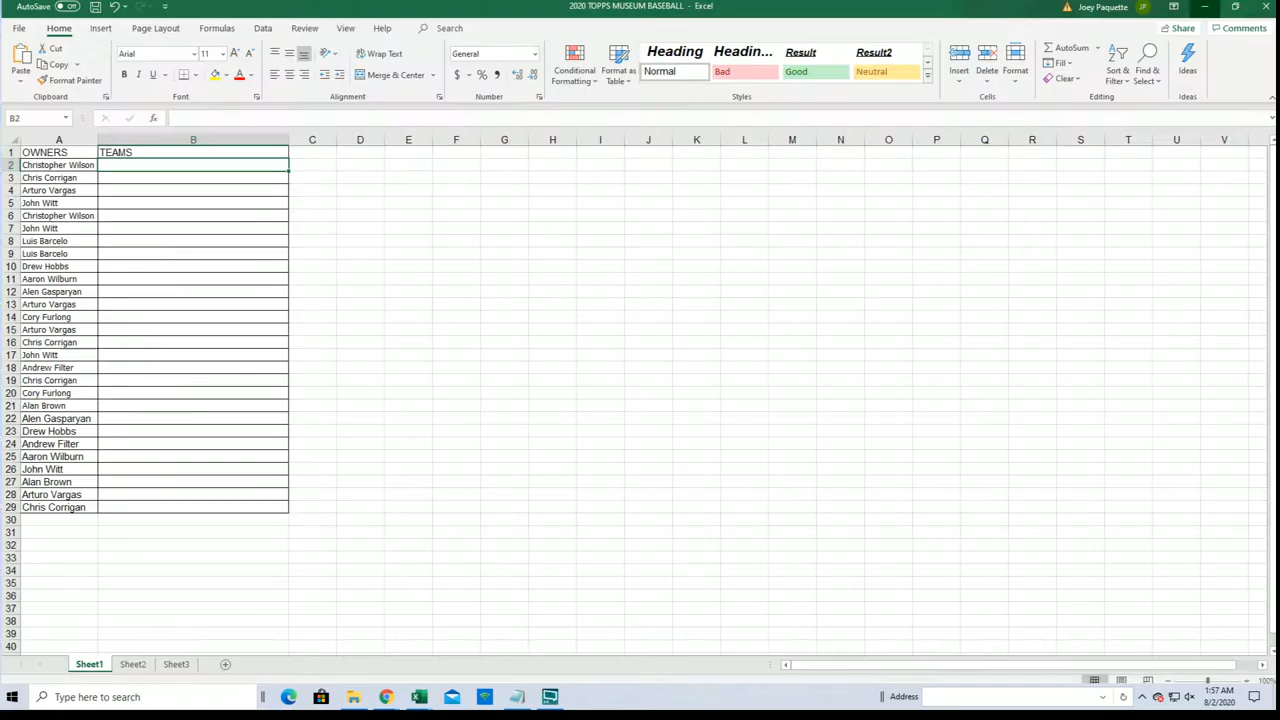 AutoSave Off
2020 TOPPS MUSEUM BASEBALL - Excel
Joey Paquette JP
File Home Insert Page Layout Formulas Data Review View Help Search
Share Comments
Paste
Cut
Copy
Format Painter
Clipboard
Arial 11
B I U
Font
Wrap Text
Merge & Center
Alignment
General
$ % ,
Number
Conditional Formatting
Format as Table
Heading Headin... Result Result2
Normal Bad Good Neutral
Styles
Insert Delete Format
Cells
AutoSum
Fill
Clear
Sort & Filter
Find & Select
Editing
Ideas
Ideas
B2 fx
A B C D E F G H I J K L M N O P Q R S T U V
1 OWNERS TEAMS
2 Christopher Wilson
3 Chris Corrigan
4 Arturo Vargas
5 John Witt
6 Christopher Wilson
7 John Witt
8 Luis Barcelo
9 Luis Barcelo
10 Drew Hobbs
11 Aaron Wilburn
12 Alen Gasparyan
13 Arturo Vargas
14 Cory Furlong
15 Arturo Vargas
16 Chris Corrigan
17 John Witt
18 Andrew Filter
19 Chris Corrigan
20 Cory Furlong
21 Alan Brown
22 Alen Gasparyan
23 Drew Hobbs
24 Andrew Filter
25 Aaron Wilburn
26 John Witt
27 Alan Brown
28 Arturo Vargas
29 Chris Corrigan
30
31
32
33
34
35
36
37
38
39
40
Sheet1 Sheet2 Sheet3
100%
Type here to search
Address
1:57 AM
8/2/2020